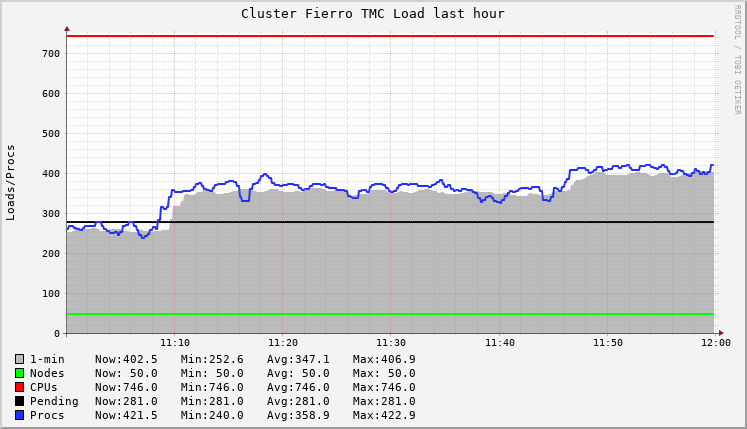 Cluster Fierro TMC Load last hour
RRDTOOL / TOBI OETIKER
Loads/Procs
700
600
500
400
300
200
100
0
11:10 11:20 11:30 11:40 11:50 12:00
1-min Now:402.5 Min:252.6 Avg:347.1 Max:406.9
Nodes Now: 50.0 Min: 50.0 Avg: 50.0 Max: 50.0
CPUs Now:746.0 Min:746.0 Avg:746.0 Max:746.0
Pending Now:281.0 Min:281.0 Avg:281.0 Max:281.0
Procs Now:421.5 Min:240.0 Avg:358.9 Max:422.9